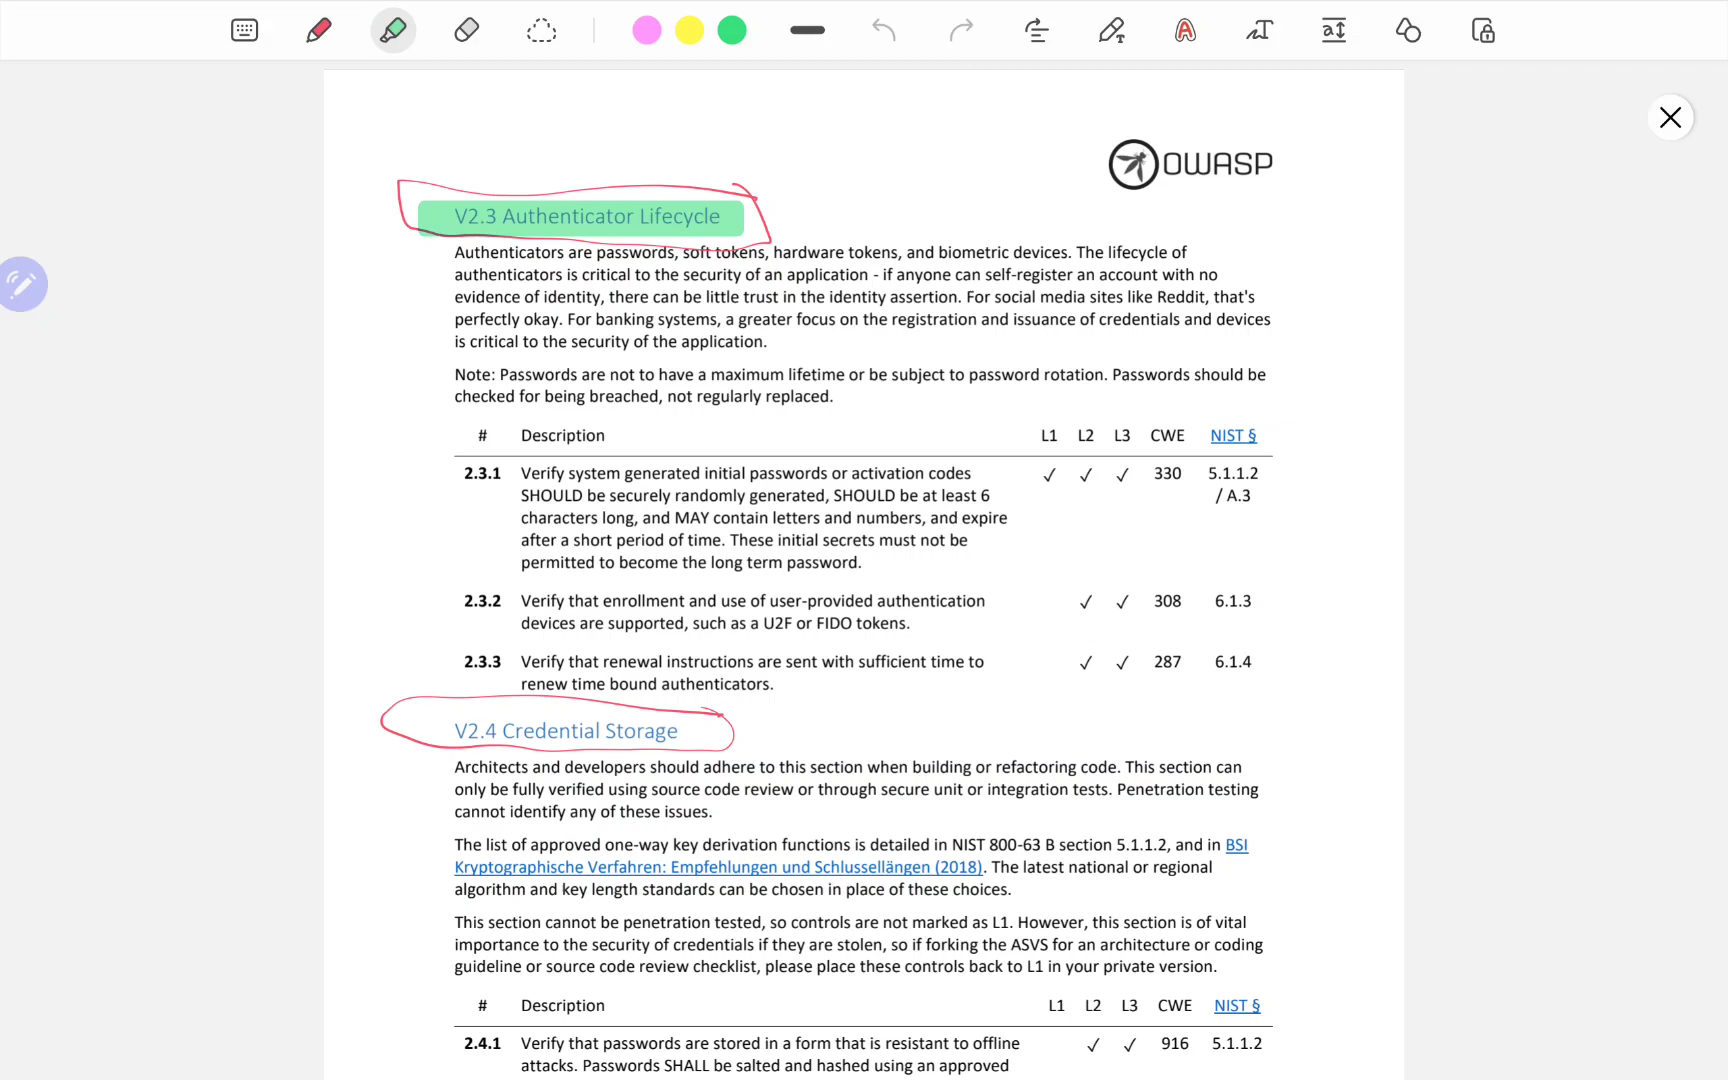 OWASP
V2.3 Authenticator Lifecycle
Authenticators are passwords, soft tokens, hardware tokens, and biometric devices. The lifecycle of
authenticators is critical to the security of an application - if anyone can self-register an account with no
evidence of identity, there can be little trust in the identity assertion. For social media sites like Reddit, that's
perfectly okay. For banking systems, a greater focus on the registration and issuance of credentials and devices
is critical to the security of the application.
Note: Passwords are not to have a maximum lifetime or be subject to password rotation. Passwords should be
checked for being breached, not regularly replaced.
# Description L1 L2 L3 CWE NIST §
2.3.1 Verify system generated initial passwords or activation codes ✓ ✓ ✓ 330 5.1.1.2
SHOULD be securely randomly generated, SHOULD be at least 6 / A.3
characters long, and MAY contain letters and numbers, and expire
after a short period of time. These initial secrets must not be
permitted to become the long term password.
2.3.2 Verify that enrollment and use of user-provided authentication ✓ ✓ 308 6.1.3
devices are supported, such as a U2F or FIDO tokens.
2.3.3 Verify that renewal instructions are sent with sufficient time to ✓ ✓ 287 6.1.4
renew time bound authenticators.
V2.4 Credential Storage
Architects and developers should adhere to this section when building or refactoring code. This section can
only be fully verified using source code review or through secure unit or integration tests. Penetration testing
cannot identify any of these issues.
The list of approved one-way key derivation functions is detailed in NIST 800-63 B section 5.1.1.2, and in BSI
Kryptographische Verfahren: Empfehlungen und Schlussellängen (2018). The latest national or regional
algorithm and key length standards can be chosen in place of these choices.
This section cannot be penetration tested, so controls are not marked as L1. However, this section is of vital
importance to the security of credentials if they are stolen, so if forking the ASVS for an architecture or coding
guideline or source code review checklist, please place these controls back to L1 in your private version.
# Description L1 L2 L3 CWE NIST §
2.4.1 Verify that passwords are stored in a form that is resistant to offline ✓ ✓ 916 5.1.1.2
attacks. Passwords SHALL be salted and hashed using an approved